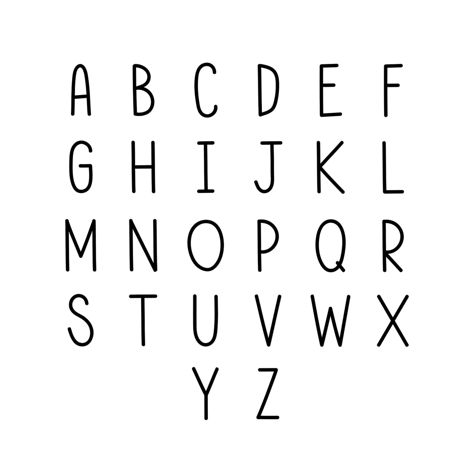 A B C D E F
G H I J K L
M N O P Q R
S T U V W X
Y Z